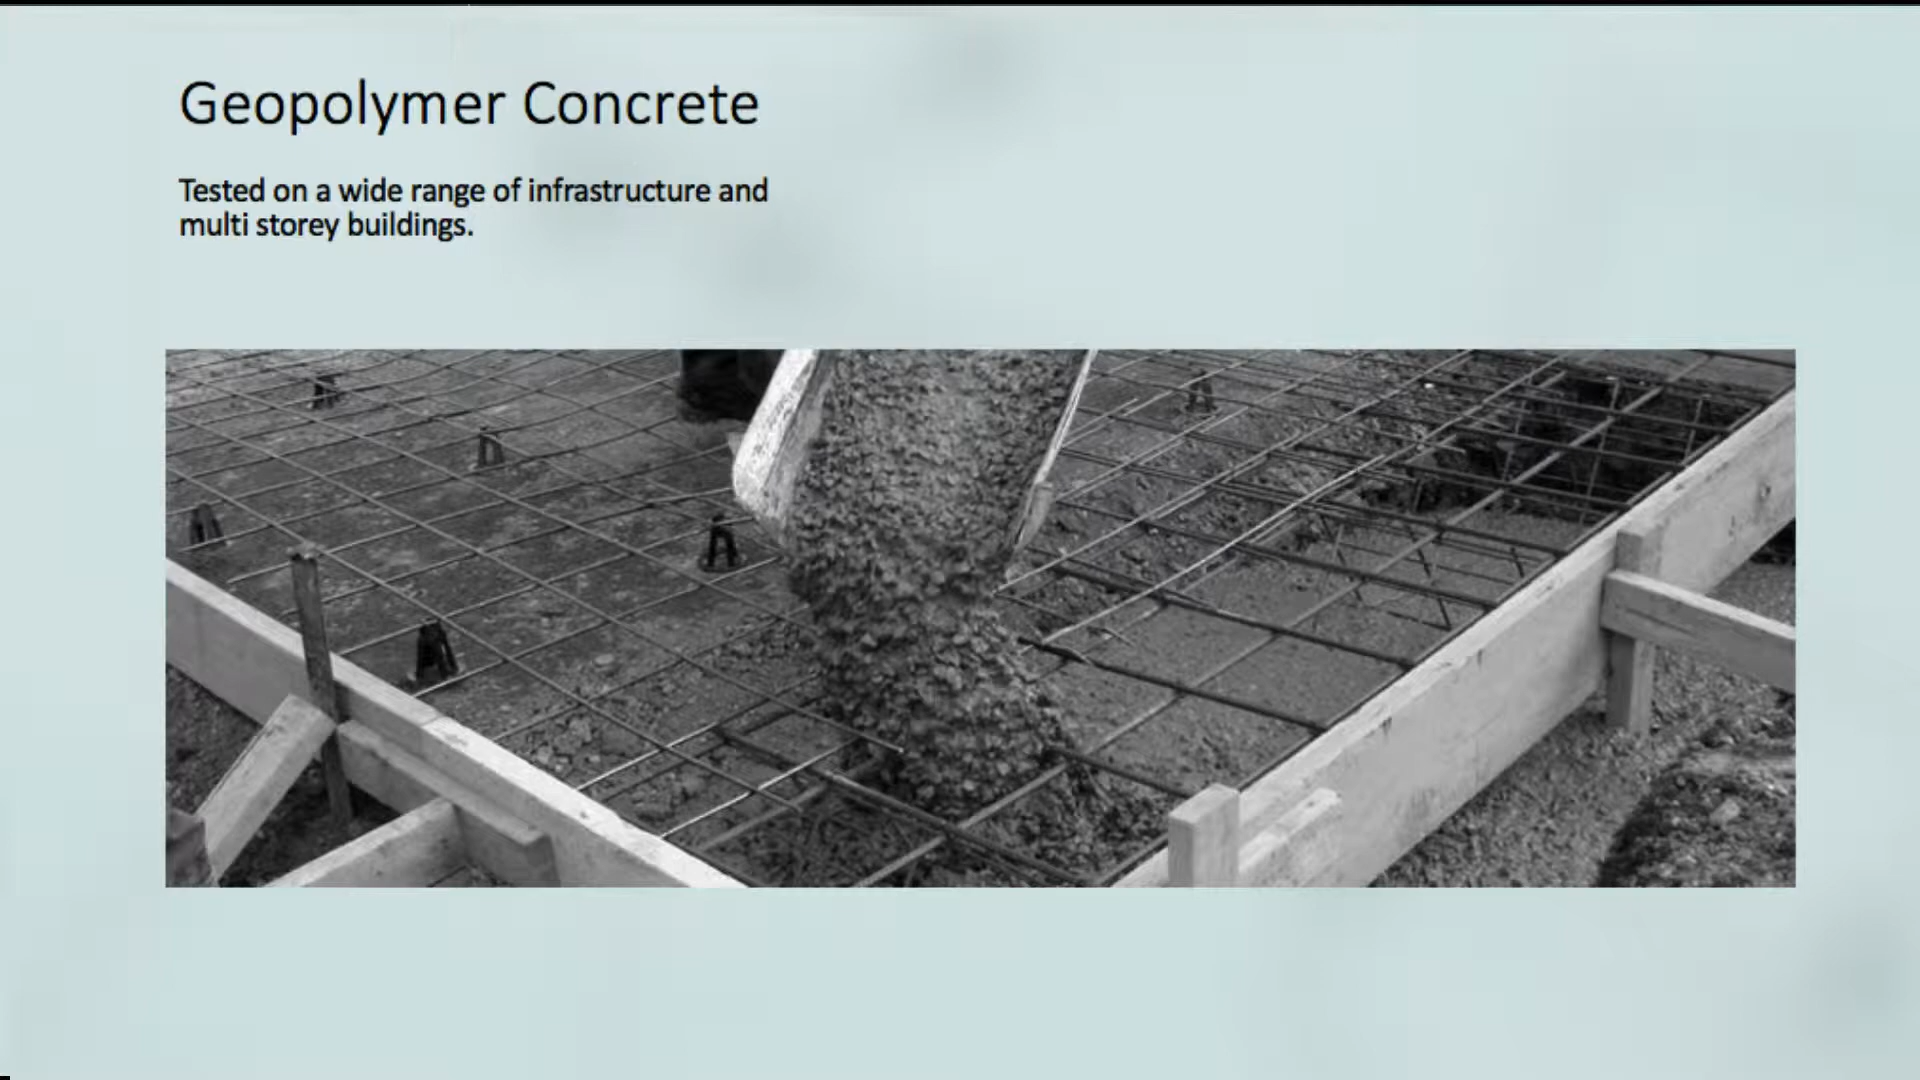 Geopolymer Concrete
Tested on a wide range of infrastructure and
multi storey buildings.